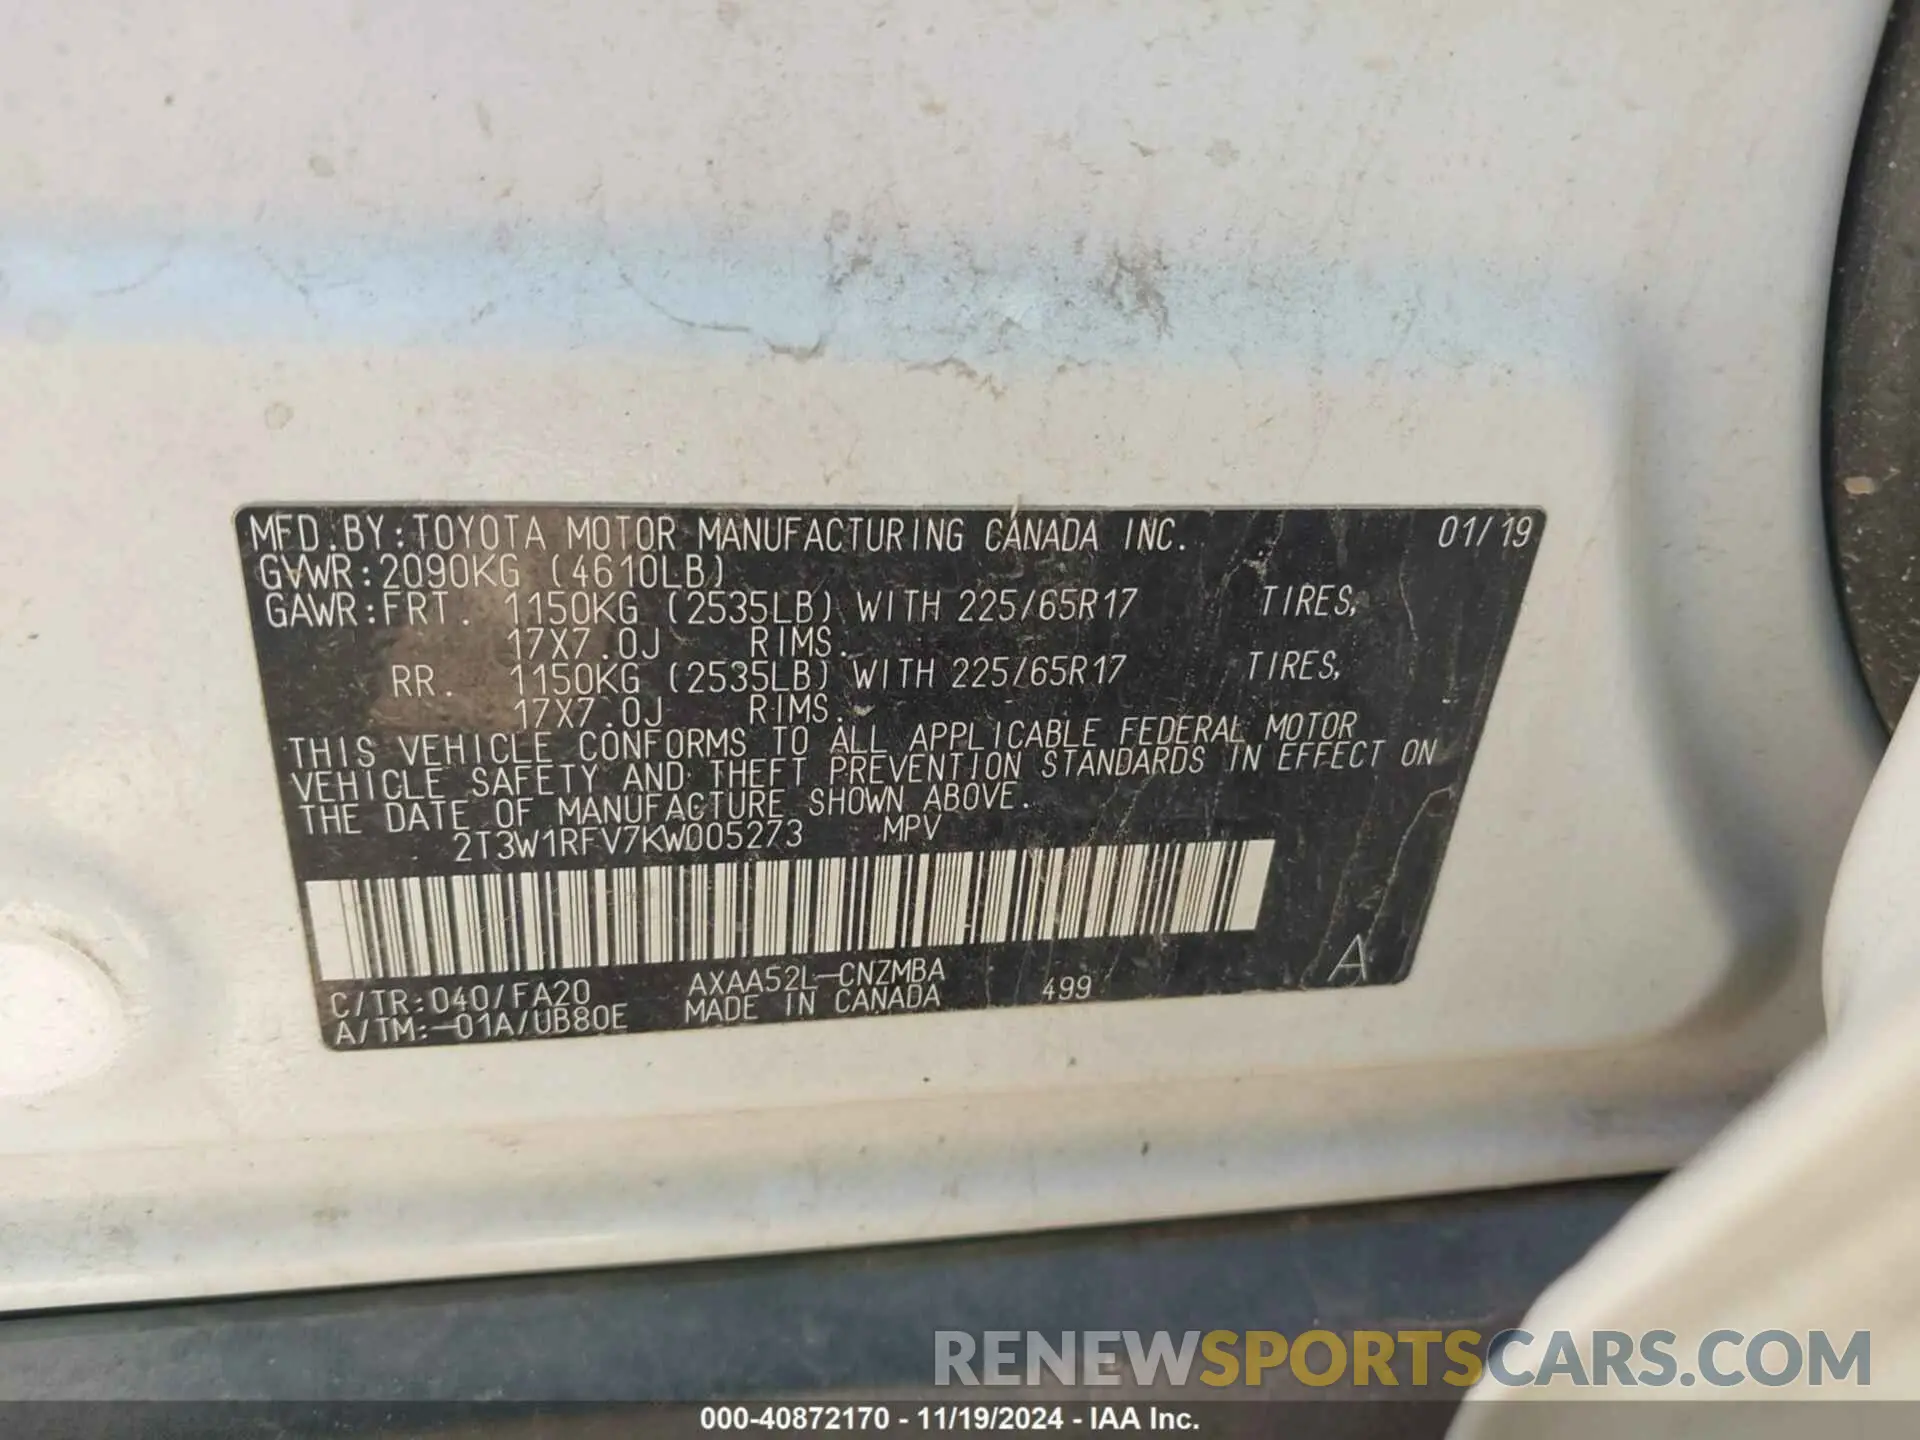 MFD.BY:TOYOTA MOTOR MANUFACTURING CANADA INC. 01/19
GVWR:2090KG (4610LB)
GAWR:FRT. 1150KG (2535LB) WITH 225/65R17 TIRES,
17X7.0J RIMS.
RR. 1150KG (2535LB) WITH 225/65R17 TIRES,
17X7.0J RIMS.
THIS VEHICLE CONFORMS TO ALL APPLICABLE FEDERAL MOTOR
VEHICLE SAFETY AND THEFT PREVENTION STANDARDS IN EFFECT ON
THE DATE OF MANUFACTURE SHOWN ABOVE.
2T3W1RFV7KW005273 MPV
C/TR:040/FA20 AXAA52L-CNZMBA 499 A
A/TM:-01A/UB80E MADE IN CANADA
RENEWSPORTSCARS.COM
000-40872170 - 11/19/2024 - IAA Inc.